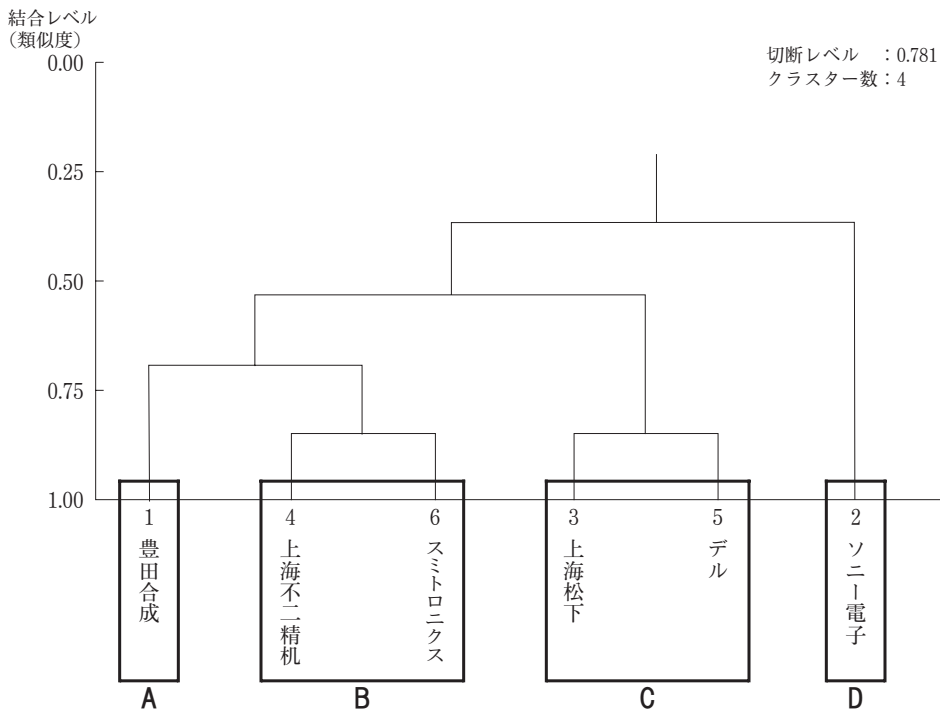 結合レベル
（類似度）
切断レベル　：0.781
クラスター数：4
0.00
0.25
0.50
0.75
1.00
1
豊田合成
4
上海不二精机
6
スミトロニクス
3
上海松下
5
デル
2
ソニー電子
A
B
C
D